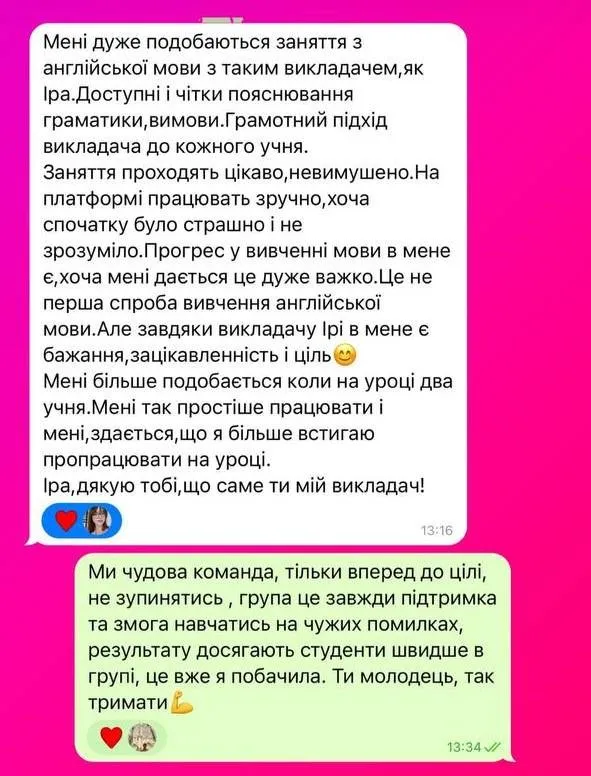 Мені дуже подобаються заняття з
англійської мови з таким викладачем,як
Іра.Доступні і чітки пояснювання
граматики,вимови.Грамотний підхід
викладача до кожного учня.
Заняття проходять цікаво,невимушено.На
платформі працювать зручно,хоча
спочатку було страшно і не
зрозуміло.Прогрес у вивченні мови в мене
є,хоча мені дається це дуже важко.Це не
перша спроба вивчення англійської
мови.Але завдяки викладачу Ірі в мене є
бажання,зацікавленність і ціль😊
Мені більше подобається коли на уроці два
учня.Мені так простіше працювати і
мені,здається,що я більше встигаю
пропрацювати на уроці.
Іра,дякую тобі,що саме ти мій викладач!
13:16
Ми чудова команда, тільки вперед до цілі,
не зупинятись , група це завжди підтримка
та змога навчатись на чужих помилках,
результату досягають студенти швидше в
групі, це вже я побачила. Ти молодець, так
тримати💪
13:34